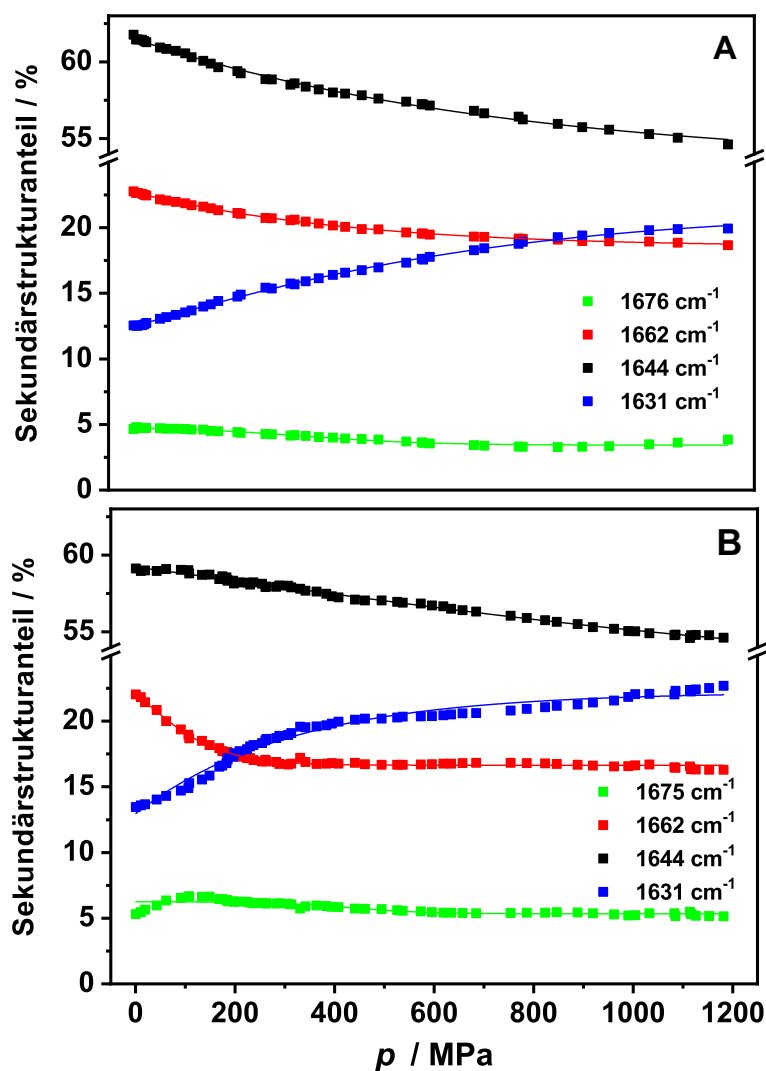 A
Sekundärstrukturanteil / %
60
55
20
15
10
5
0
1676 cm-1
1662 cm-1
1644 cm-1
1631 cm-1
B
Sekundärstrukturanteil / %
60
55
20
15
10
5
0
1675 cm-1
1662 cm-1
1644 cm-1
1631 cm-1
0 200 400 600 800 1000 1200
p / MPa